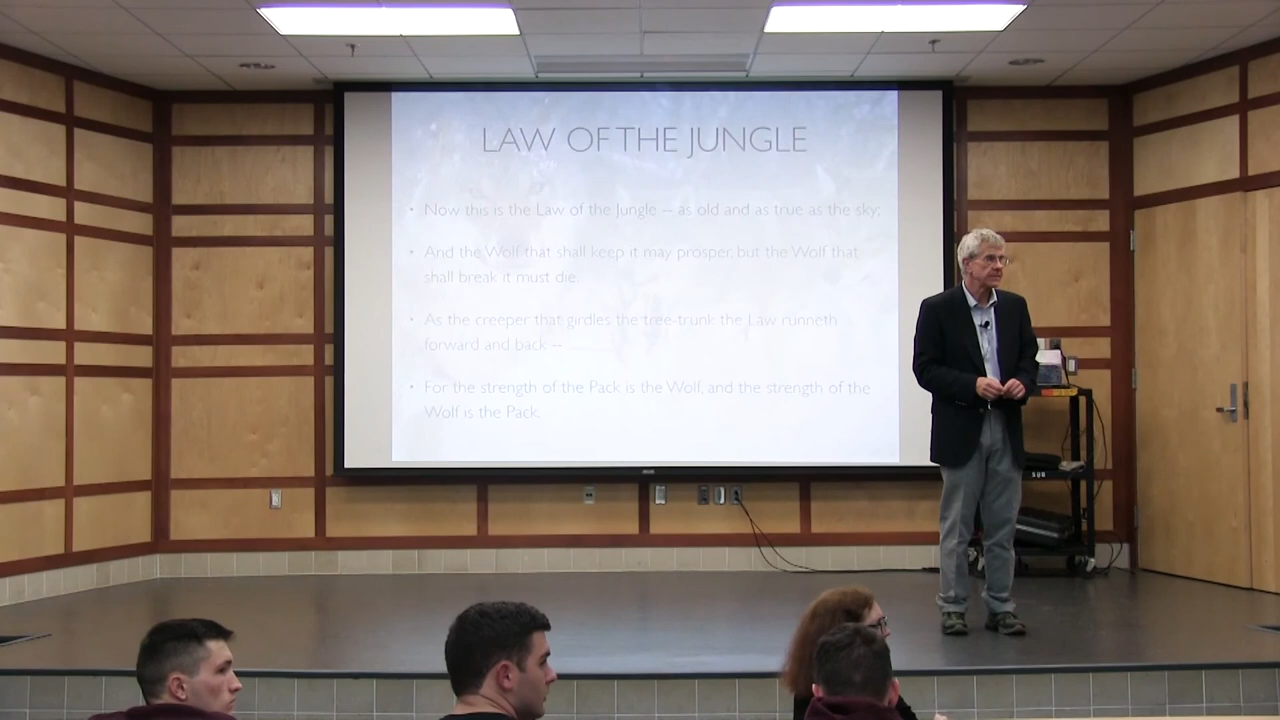 LAW OF THE JUNGLE
• Now this is the Law of the Jungle -- as old and as true as the sky;
• And the Wolf that shall keep it may prosper, but the Wolf that
shall break it must die.
• As the creeper that girdles the tree-trunk the Law runneth
forward and back --
• For the strength of the Pack is the Wolf, and the strength of the
Wolf is the Pack.
SUB